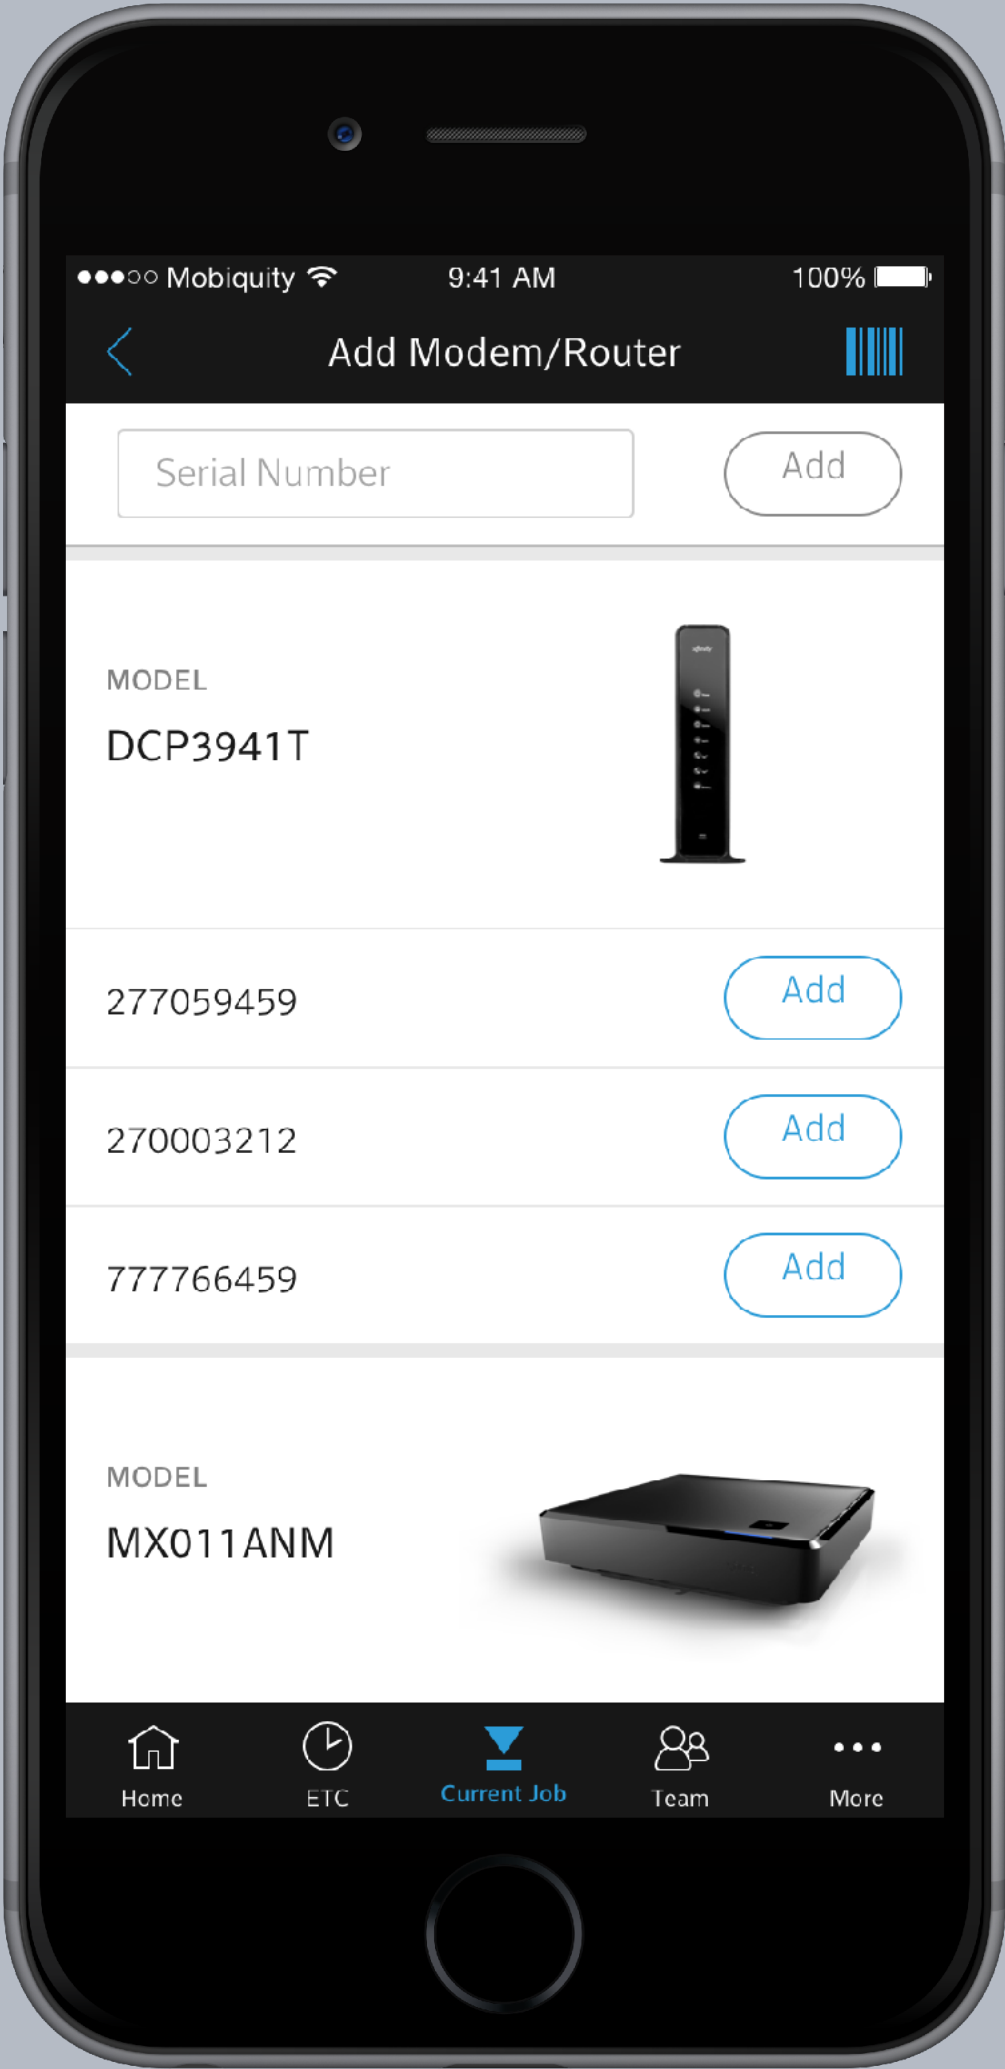 Mobiquity 9:41 AM 100%
Add Modem/Router
Serial Number Add
MODEL
DCP3941T
xfinity
277059459 Add
270003212 Add
777766459 Add
MODEL
MX011ANM
Home ETC Current Job Team More